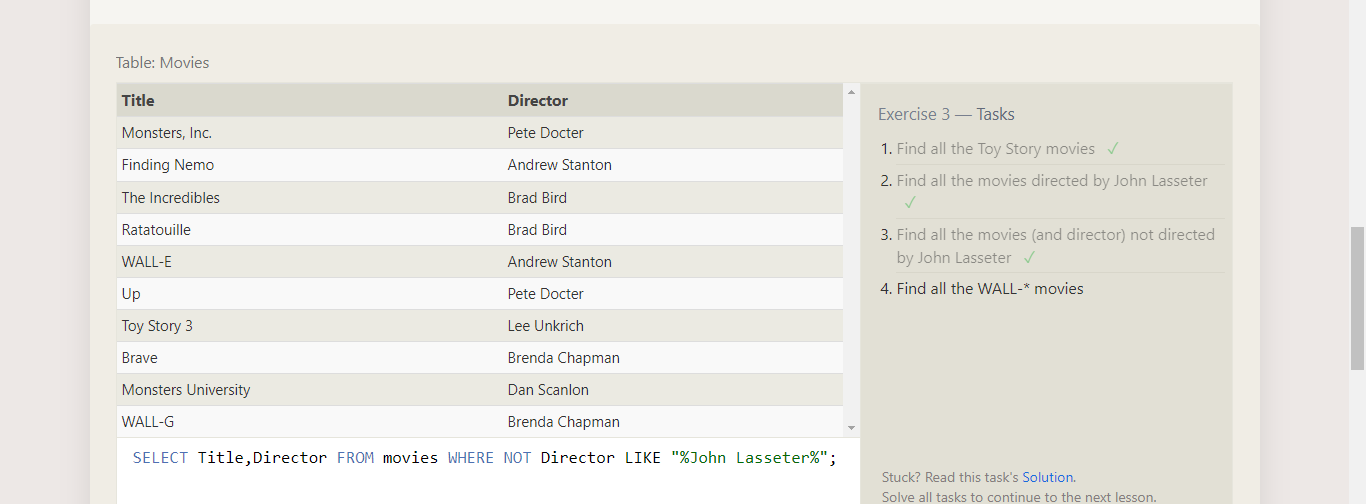 Table: Movies
Title Director
Monsters, Inc. Pete Docter
Finding Nemo Andrew Stanton
The Incredibles Brad Bird
Ratatouille Brad Bird
WALL-E Andrew Stanton
Up Pete Docter
Toy Story 3 Lee Unkrich
Brave Brenda Chapman
Monsters University Dan Scanlon
WALL-G Brenda Chapman
SELECT Title,Director FROM movies WHERE NOT Director LIKE "%John Lasseter%";
Exercise 3 — Tasks
1. Find all the Toy Story movies ✓
2. Find all the movies directed by John Lasseter
✓
3. Find all the movies (and director) not directed
by John Lasseter ✓
4. Find all the WALL-* movies
Stuck? Read this task's Solution.
Solve all tasks to continue to the next lesson.